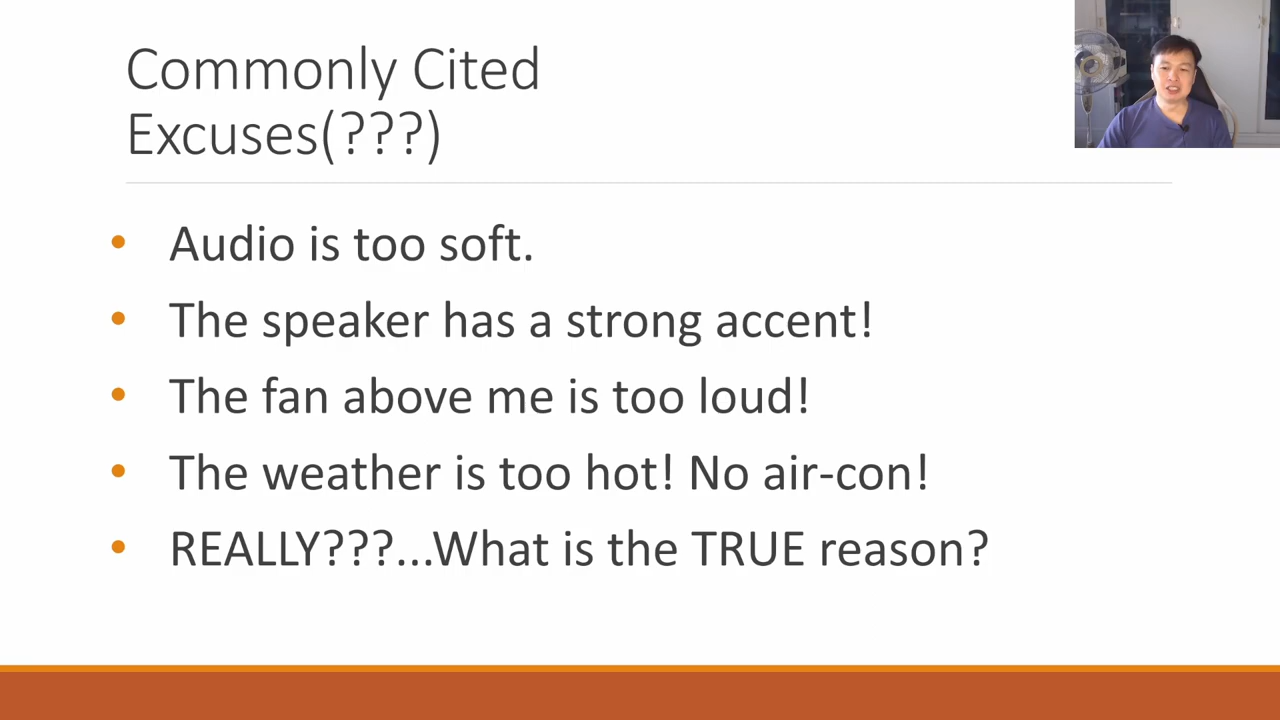 Commonly Cited
Excuses(???)
• Audio is too soft.
• The speaker has a strong accent!
• The fan above me is too loud!
• The weather is too hot! No air-con!
• REALLY???...What is the TRUE reason?